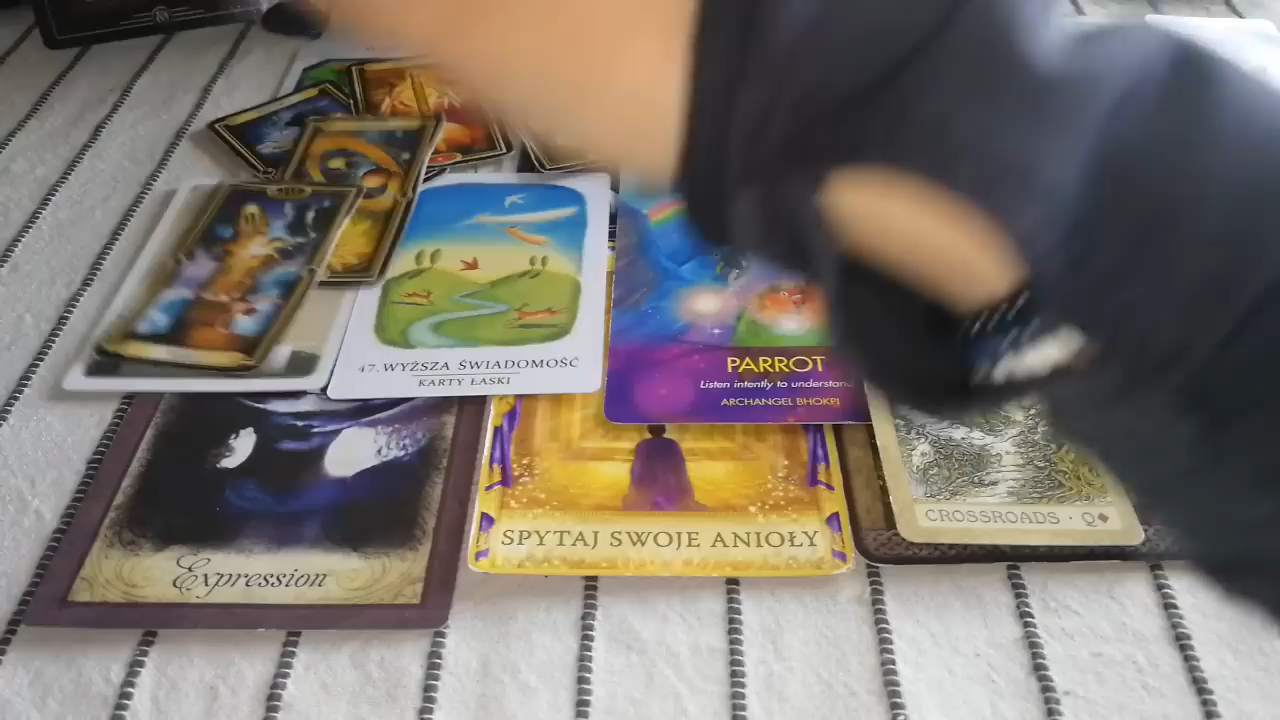 47. WYŻSZA ŚWIADOMOŚĆ
KARTY ŁASKI
PARROT
Listen intently to understand
ARCHANGEL BHOKPI
SPYTAJ SWOJE ANIOŁY
CROSSROADS · Q♦
Expression